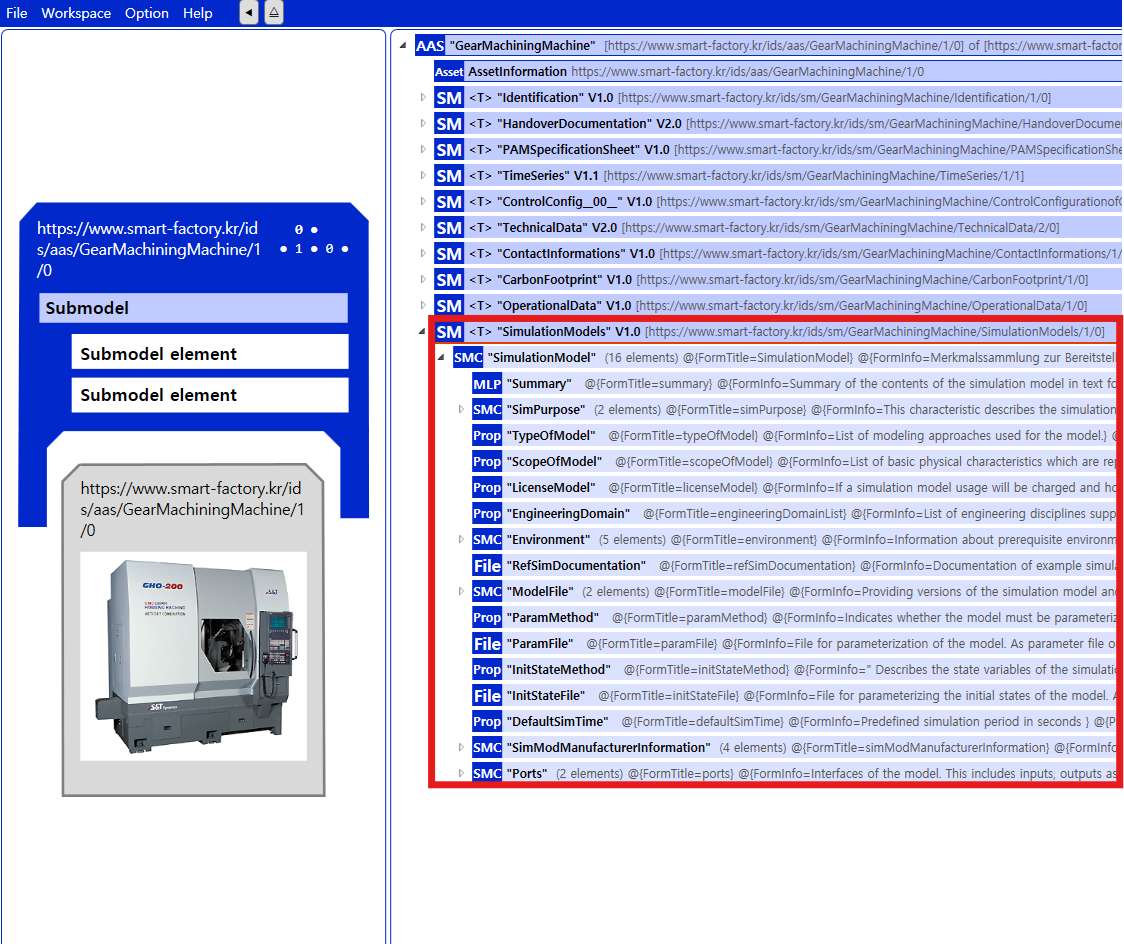 File Workspace Option Help ◄ △
https://www.smart-factory.kr/id
s/aas/GearMachiningMachine/1
/0
0 ●
● 1 ● 0 ●
Submodel
Submodel element
Submodel element
https://www.smart-factory.kr/id
s/aas/GearMachiningMachine/1
/0
GHO-200
S&T
S&T Dynamics
AAS "GearMachiningMachine" [https://www.smart-factory.kr/ids/aas/GearMachiningMachine/1/0] of [https://www.smart-factor
Asset AssetInformation https://www.smart-factory.kr/ids/aas/GearMachiningMachine/1/0
SM <T> "Identification" V1.0 [https://www.smart-factory.kr/ids/sm/GearMachiningMachine/Identification/1/0]
SM <T> "HandoverDocumentation" V2.0 [https://www.smart-factory.kr/ids/sm/GearMachiningMachine/HandoverDocume
SM <T> "PAMSpecificationSheet" V1.0 [https://www.smart-factory.kr/ids/sm/GearMachiningMachine/PAMSpecificationShe
SM <T> "TimeSeries" V1.1 [https://www.smart-factory.kr/ids/sm/GearMachiningMachine/TimeSeries/1/1]
SM <T> "ControlConfig__00__" V1.0 [https://www.smart-factory.kr/ids/sm/GearMachiningMachine/ControlConfigurationof
SM <T> "TechnicalData" V2.0 [https://www.smart-factory.kr/ids/sm/GearMachiningMachine/TechnicalData/2/0]
SM <T> "ContactInformations" V1.0 [https://www.smart-factory.kr/ids/sm/GearMachiningMachine/ContactInformations/1/
SM <T> "CarbonFootprint" V1.0 [https://www.smart-factory.kr/ids/sm/GearMachiningMachine/CarbonFootprint/1/0]
SM <T> "OperationalData" V1.0 [https://www.smart-factory.kr/ids/sm/GearMachiningMachine/OperationalData/1/0]
SM <T> "SimulationModels" V1.0 [https://www.smart-factory.kr/ids/sm/GearMachiningMachine/SimulationModels/1/0]
SMC "SimulationModel" (16 elements) @{FormTitle=SimulationModel} @{FormInfo=Merkmalssammlung zur Bereitstell
MLP "Summary" @{FormTitle=summary} @{FormInfo=Summary of the contents of the simulation model in text fo
SMC "SimPurpose" (2 elements) @{FormTitle=simPurpose} @{FormInfo=This characteristic describes the simulation
Prop "TypeOfModel" @{FormTitle=typeOfModel} @{FormInfo=List of modeling approaches used for the model.} @
Prop "ScopeOfModel" @{FormTitle=scopeOfModel} @{FormInfo=List of basic physical characteristics which are rep
Prop "LicenseModel" @{FormTitle=licenseModel} @{FormInfo=If a simulation model usage will be charged and ho
Prop "EngineeringDomain" @{FormTitle=engineeringDomainList} @{FormInfo=List of engineering disciplines supp
SMC "Environment" (5 elements) @{FormTitle=environment} @{FormInfo=Information about prerequisite environm
File "RefSimDocumentation" @{FormTitle=refSimDocumentation} @{FormInfo=Documentation of example simula
SMC "ModelFile" (2 elements) @{FormTitle=modelFile} @{FormInfo=Providing versions of the simulation model and
Prop "ParamMethod" @{FormTitle=paramMethod} @{FormInfo=Indicates whether the model must be parameteriz
File "ParamFile" @{FormTitle=paramFile} @{FormInfo=File for parameterization of the model. As parameter file o
Prop "InitStateMethod" @{FormTitle=initStateMethod} @{FormInfo=" Describes the state variables of the simulatio
File "InitStateFile" @{FormTitle=initStateFile} @{FormInfo=File for parameterizing the initial states of the model. A
Prop "DefaultSimTime" @{FormTitle=defaultSimTime} @{FormInfo=Predefined simulation period in seconds } @{P
SMC "SimModManufacturerInformation" (4 elements) @{FormTitle=simModManufacturerInformation} @{FormInfo
SMC "Ports" (2 elements) @{FormTitle=ports} @{FormInfo=Interfaces of the model. This includes inputs, outputs as